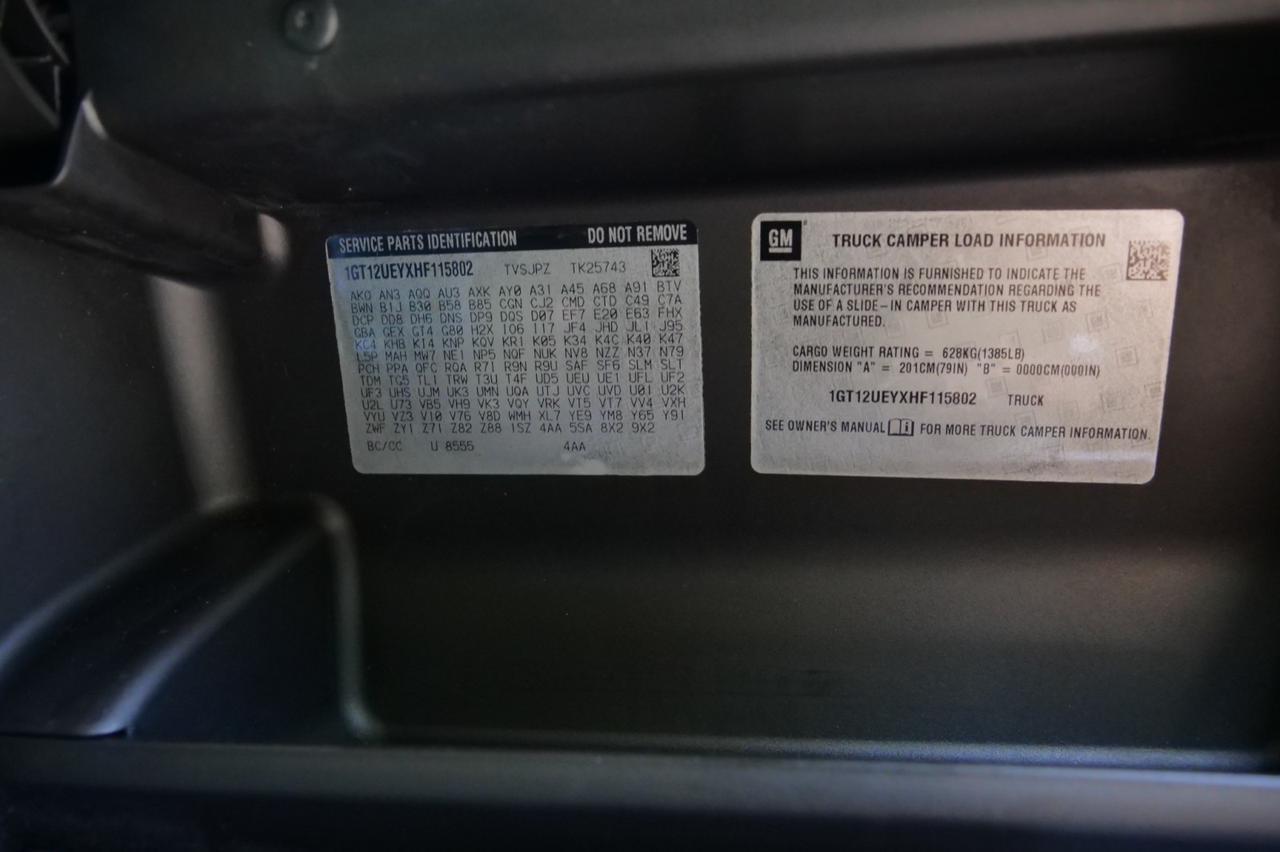 SERVICE PARTS IDENTIFICATION DO NOT REMOVE
1GT12UEYXHF115802 TVSJPZ TK25743
AKO AN3 AQQ AU3 AXK AY0 A31 A45 A68 A91 BTV
BWN B1J B30 B58 B85 CGN CJ2 CMD CTD C49 C7A
DCP DD8 DH6 DNS DP9 DQS D07 EF7 E20 E63 FHX
GBA GEX GT4 G80 H2X IO6 I17 JF4 JHD JL1 J95
KC4 KHB K14 KNP KQV KR1 K05 K34 K4C K40 K47
L5P MAH MW7 NE1 NP5 NQF NUK NV8 NZZ N37 N79
PCH PPA QFC RQA R71 R9N R9U SAF SF6 SLM SLT
TDM TG5 TL1 TRW T3U T4F UD5 UEU UE1 UFL UF2
UF3 UHS UJM UK3 UMN UQA UTJ UVC UVD U01 U2K
U2L U73 VB5 VH9 VK3 VQY VRK VT5 VT7 VV4 VXH
VYU VZ3 V10 V76 V8D WMH XL7 YE9 YM8 Y65 Y91
ZWF ZY1 Z71 Z82 Z88 1SZ 4AA 5SA 8X2 9X2
BC/CC U 8555 4AA
GM
TRUCK CAMPER LOAD INFORMATION
THIS INFORMATION IS FURNISHED TO INDICATE THE
MANUFACTURER'S RECOMMENDATION REGARDING THE
USE OF A SLIDE–IN CAMPER WITH THIS TRUCK AS
MANUFACTURED.
CARGO WEIGHT RATING = 628KG(1385LB)
DIMENSION "A" = 201CM(79IN) "B" = 0000CM(000IN)
1GT12UEYXHF115802 TRUCK
SEE OWNER'S MANUAL FOR MORE TRUCK CAMPER INFORMATION.